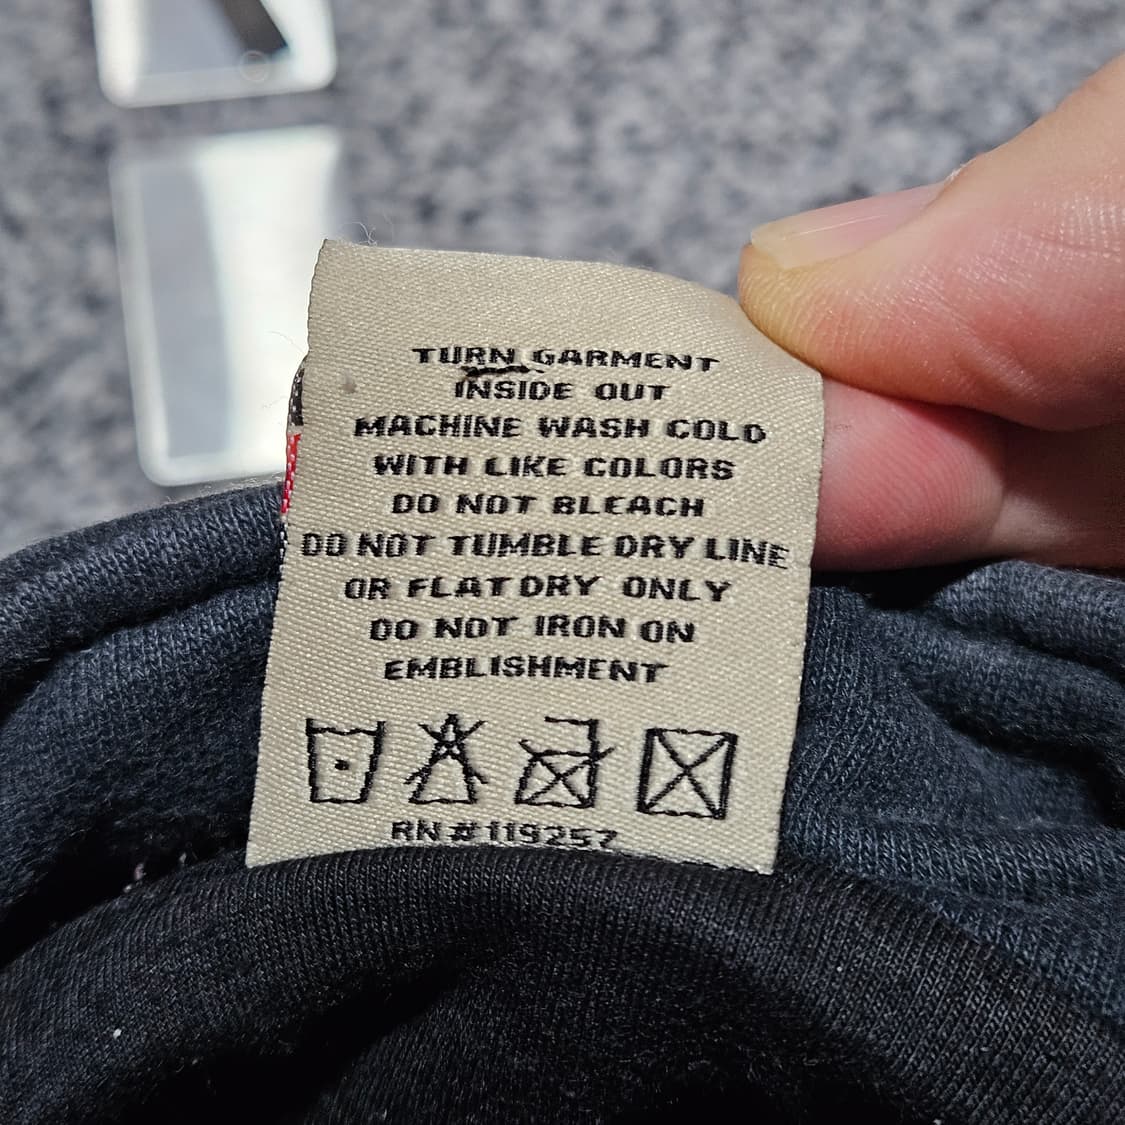 TURN GARMENT
INSIDE OUT
MACHINE WASH COLD
WITH LIKE COLORS
DO NOT BLEACH
DO NOT TUMBLE DRY LINE
OR FLAT DRY ONLY
DO NOT IRON ON
EMBLISHMENT
RN # 119257